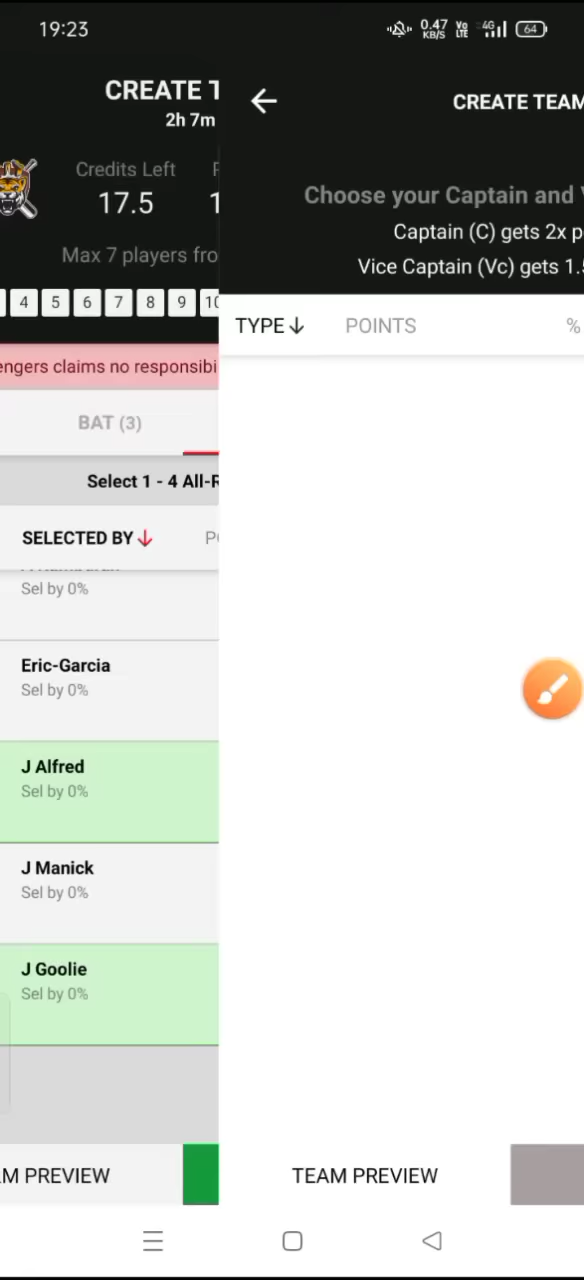 19:23
0.47
KB/S
Vo
LTE
4G
64
CREATE T
2h 7m
Credits Left
17.5
1
Max 7 players fro
4 5 6 7 8 9 10
engers claims no responsibi
BAT (3)
Select 1 - 4 All-R
SELECTED BY
Sel by 0%
Eric-Garcia
Sel by 0%
J Alfred
Sel by 0%
J Manick
Sel by 0%
J Goolie
Sel by 0%
M PREVIEW
CREATE TEAM
Choose your Captain and V
Captain (C) gets 2x p
Vice Captain (Vc) gets 1.5
TYPE POINTS %
TEAM PREVIEW